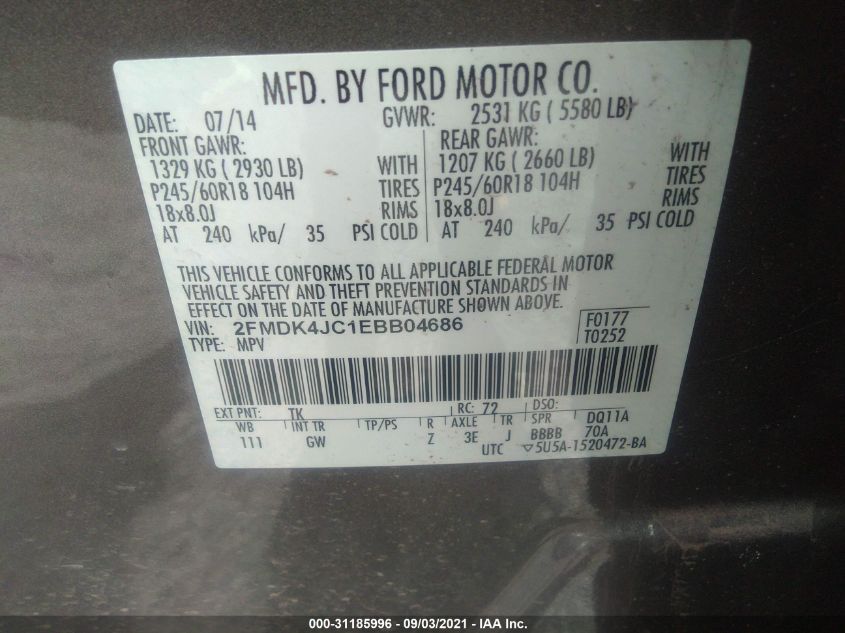 MFD. BY FORD MOTOR CO.
DATE: 07/14 GVWR: 2531 KG ( 5580 LB)
FRONT GAWR: REAR GAWR:
1329 KG ( 2930 LB) WITH 1207 KG ( 2660 LB) WITH
P245/60R18 104H TIRES P245/60R18 104H TIRES
18x8.0J RIMS 18x8.0J RIMS
AT 240 kPa/ 35 PSI COLD AT 240 kPa/ 35 PSI COLD
THIS VEHICLE CONFORMS TO ALL APPLICABLE FEDERAL MOTOR
VEHICLE SAFETY AND THEFT PREVENTION STANDARDS IN
EFFECT ON THE DATE OF MANUFACTURE SHOWN ABOVE.
VIN: 2FMDK4JC1EBB04686 F0177
TYPE: MPV T0252
EXT PNT: TK RC: 72 DSO:
WB INT TR TP/PS R AXLE TR SPR DQ11A
111 GW Z 3E J BBBB 70A
UTC ▽5U5A-1520472-BA
000-31185996 - 09/03/2021 - IAA Inc.